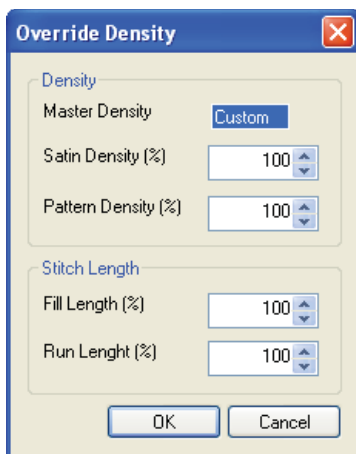 Override Density
Density
Master Density Custom
Satin Density (%) 100
Pattern Density (%) 100
Stitch Length
Fill Length (%) 100
Run Lenght (%) 100
OK Cancel